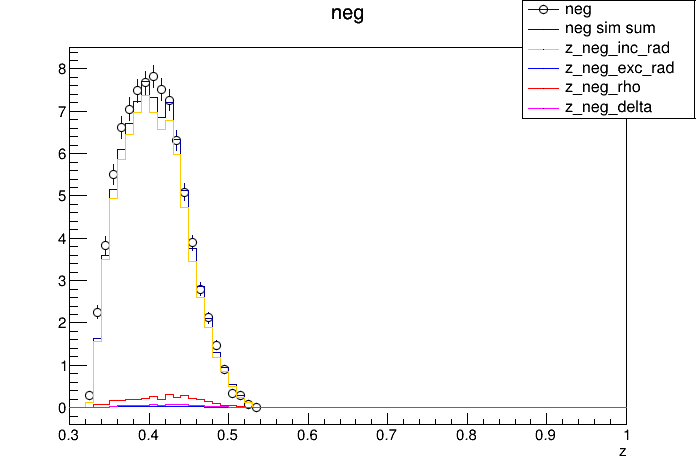 neg
neg
neg sim sum
z_neg_inc_rad
z_neg_exc_rad
z_neg_rho
z_neg_delta
8
7
6
5
4
3
2
1
0
0.3 0.4 0.5 0.6 0.7 0.8 0.9 1
z